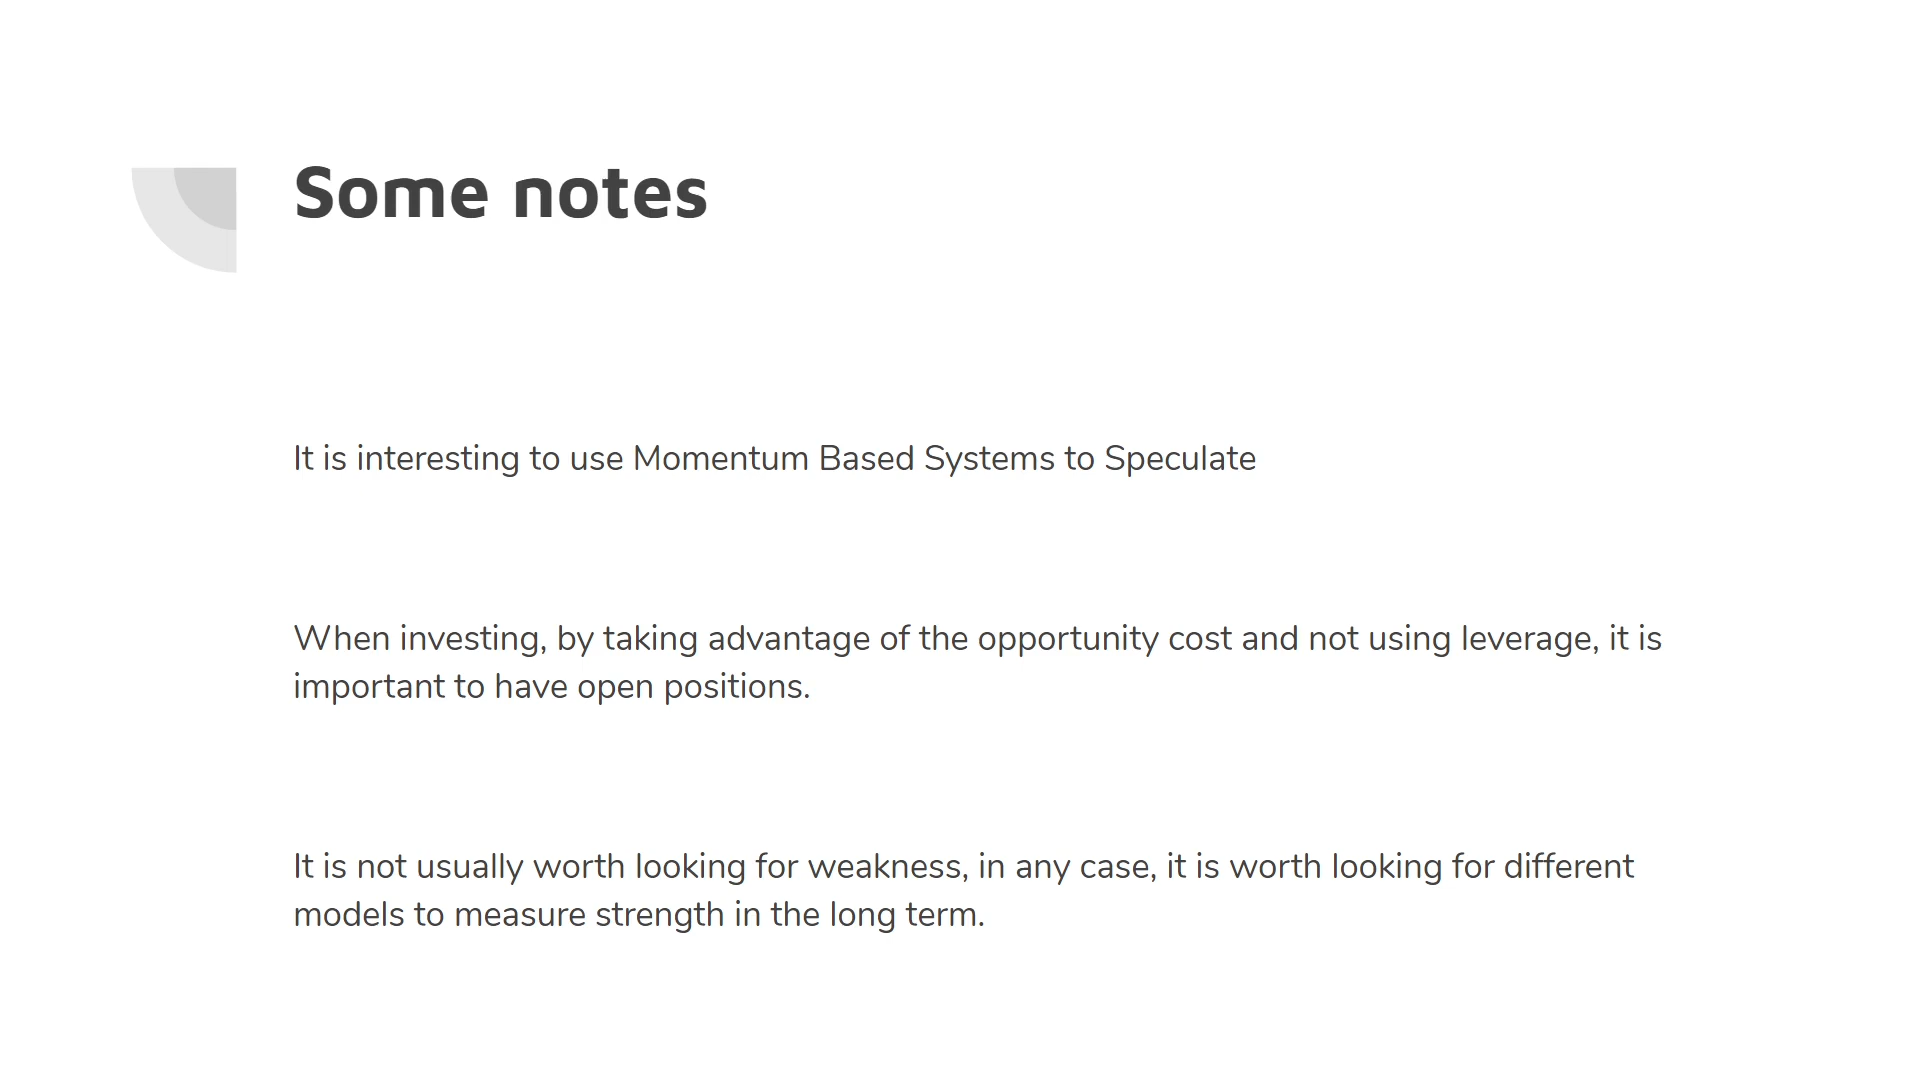 Some notes
It is interesting to use Momentum Based Systems to Speculate
When investing, by taking advantage of the opportunity cost and not using leverage, it is
important to have open positions.
It is not usually worth looking for weakness, in any case, it is worth looking for different
models to measure strength in the long term.